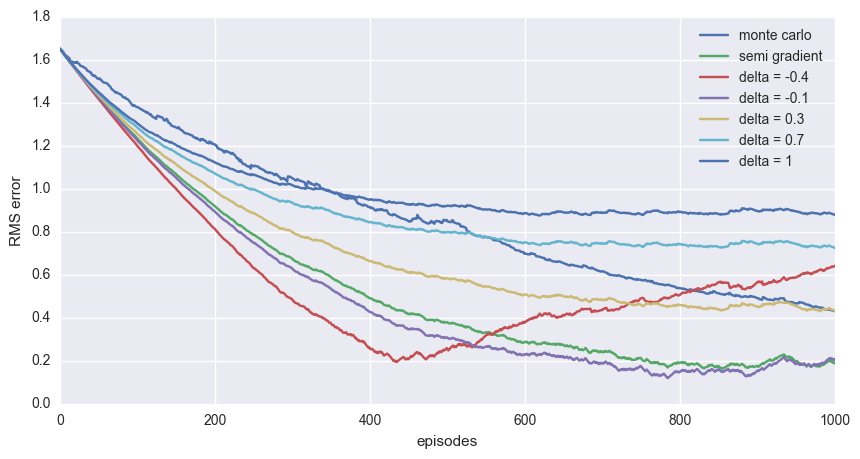 1.8
1.6
1.4
1.2
1.0
0.8
0.6
0.4
0.2
0.0
RMS error
0 200 400 600 800 1000
episodes
monte carlo
semi gradient
delta = -0.4
delta = -0.1
delta = 0.3
delta = 0.7
delta = 1